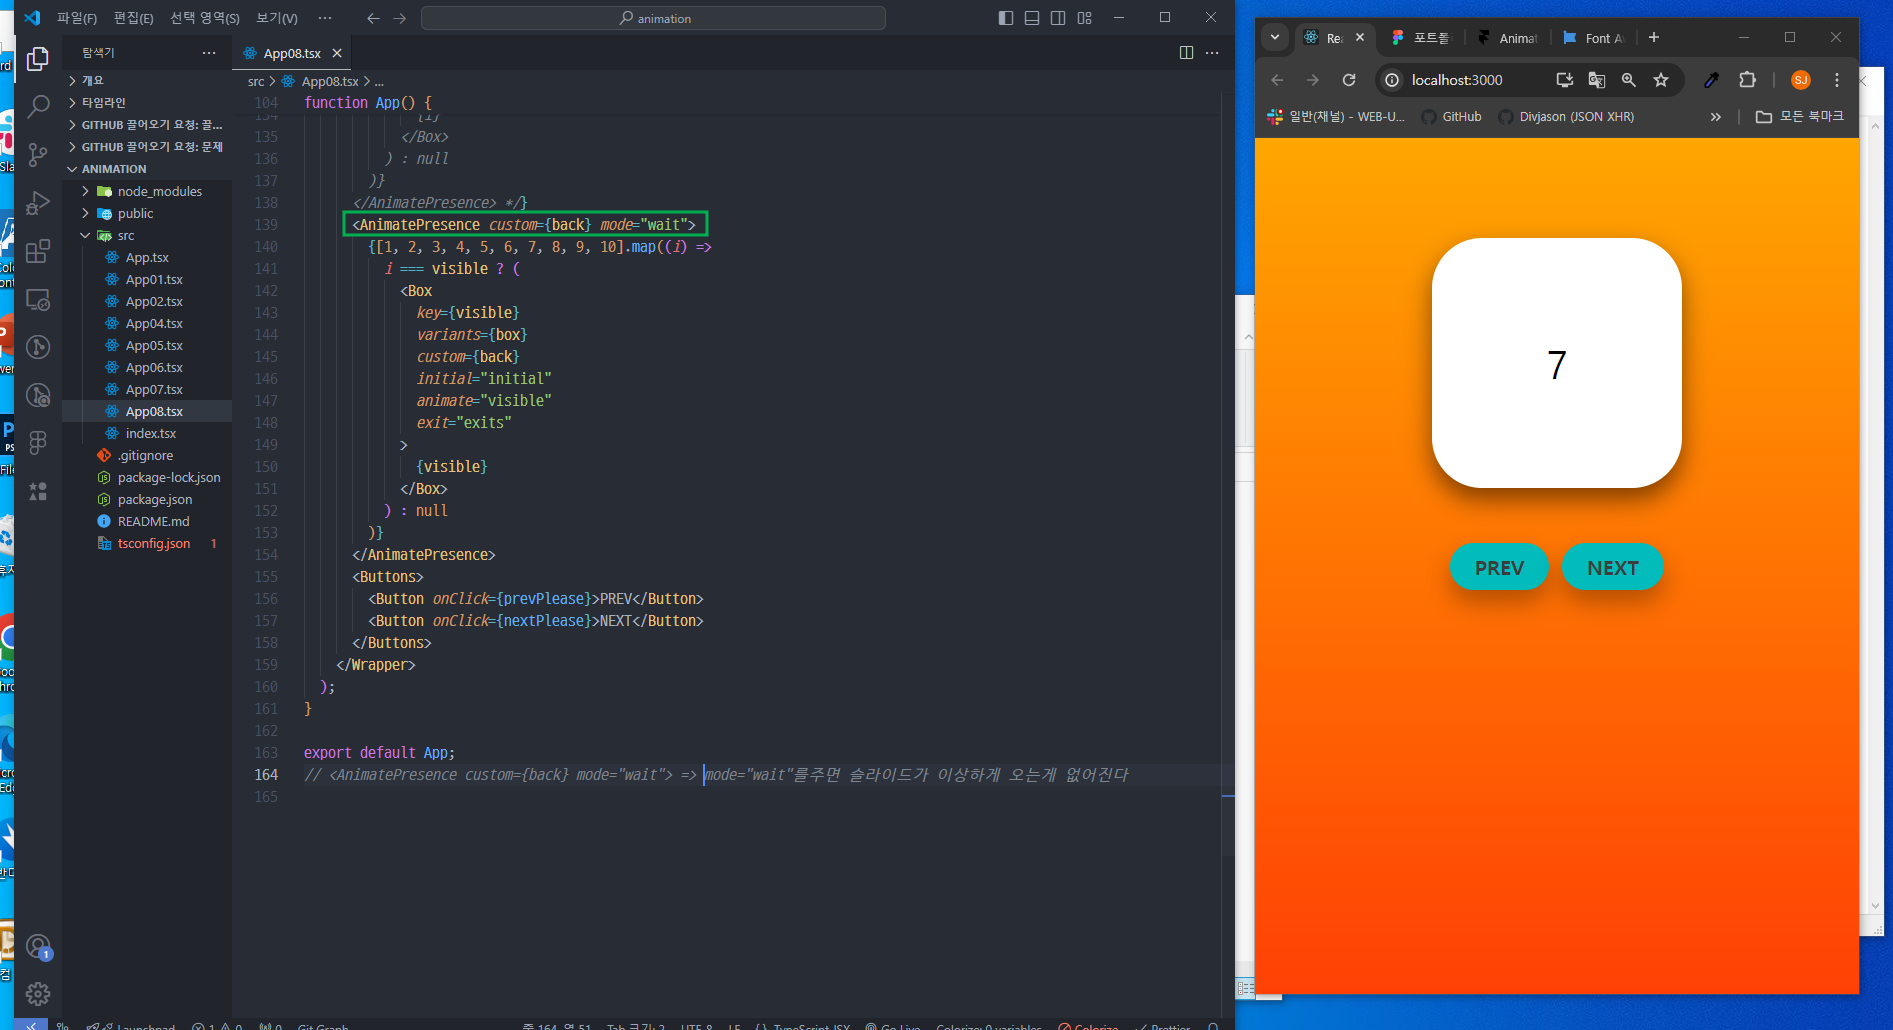 파일(F) 편집(E) 선택 영역(S) 보기(V) ··· animation
탐색기 ···
개요
타임라인
GITHUB 끌어오기 요청: 끌...
GITHUB 끌어오기 요청: 문제
ANIMATION
node_modules
public
src
App.tsx
App01.tsx
App02.tsx
App04.tsx
App05.tsx
App06.tsx
App07.tsx
App08.tsx
index.tsx
.gitignore
package-lock.json
package.json
README.md
tsconfig.json 1
1
App08.tsx
src > App08.tsx > ...
104 function App() {
134 {i}
135 </Box>
136 ) : null
137 )}
138 </AnimatePresence> */}
139 <AnimatePresence custom={back} mode="wait">
140 {[1, 2, 3, 4, 5, 6, 7, 8, 9, 10].map((i) =>
141 i === visible ? (
142 <Box
143 key={visible}
144 variants={box}
145 custom={back}
146 initial="initial"
147 animate="visible"
148 exit="exits"
149 >
150 {visible}
151 </Box>
152 ) : null
153 )}
154 </AnimatePresence>
155 <Buttons>
156 <Button onClick={prevPlease}>PREV</Button>
157 <Button onClick={nextPlease}>NEXT</Button>
158 </Buttons>
159 </Wrapper>
160 );
161 }
162
163 export default App;
164 // <AnimatePresence custom={back} mode="wait"> => mode="wait"를주면 슬라이드가 이상하게 오는게 없어진다
165
Launchpad 1 0 0 Git Graph 줄 164, 열 51 Tab 크기: 2 UTF-8 LF {} TypeScript JSX Go Live Colorize: 0 variables Colorize Prettier
Rea 포트폴 Animat Font A
localhost:3000
SJ
일반(채널) - WEB-U... GitHub Divjason (JSON XHR) » 모든 북마크
7
PREV NEXT